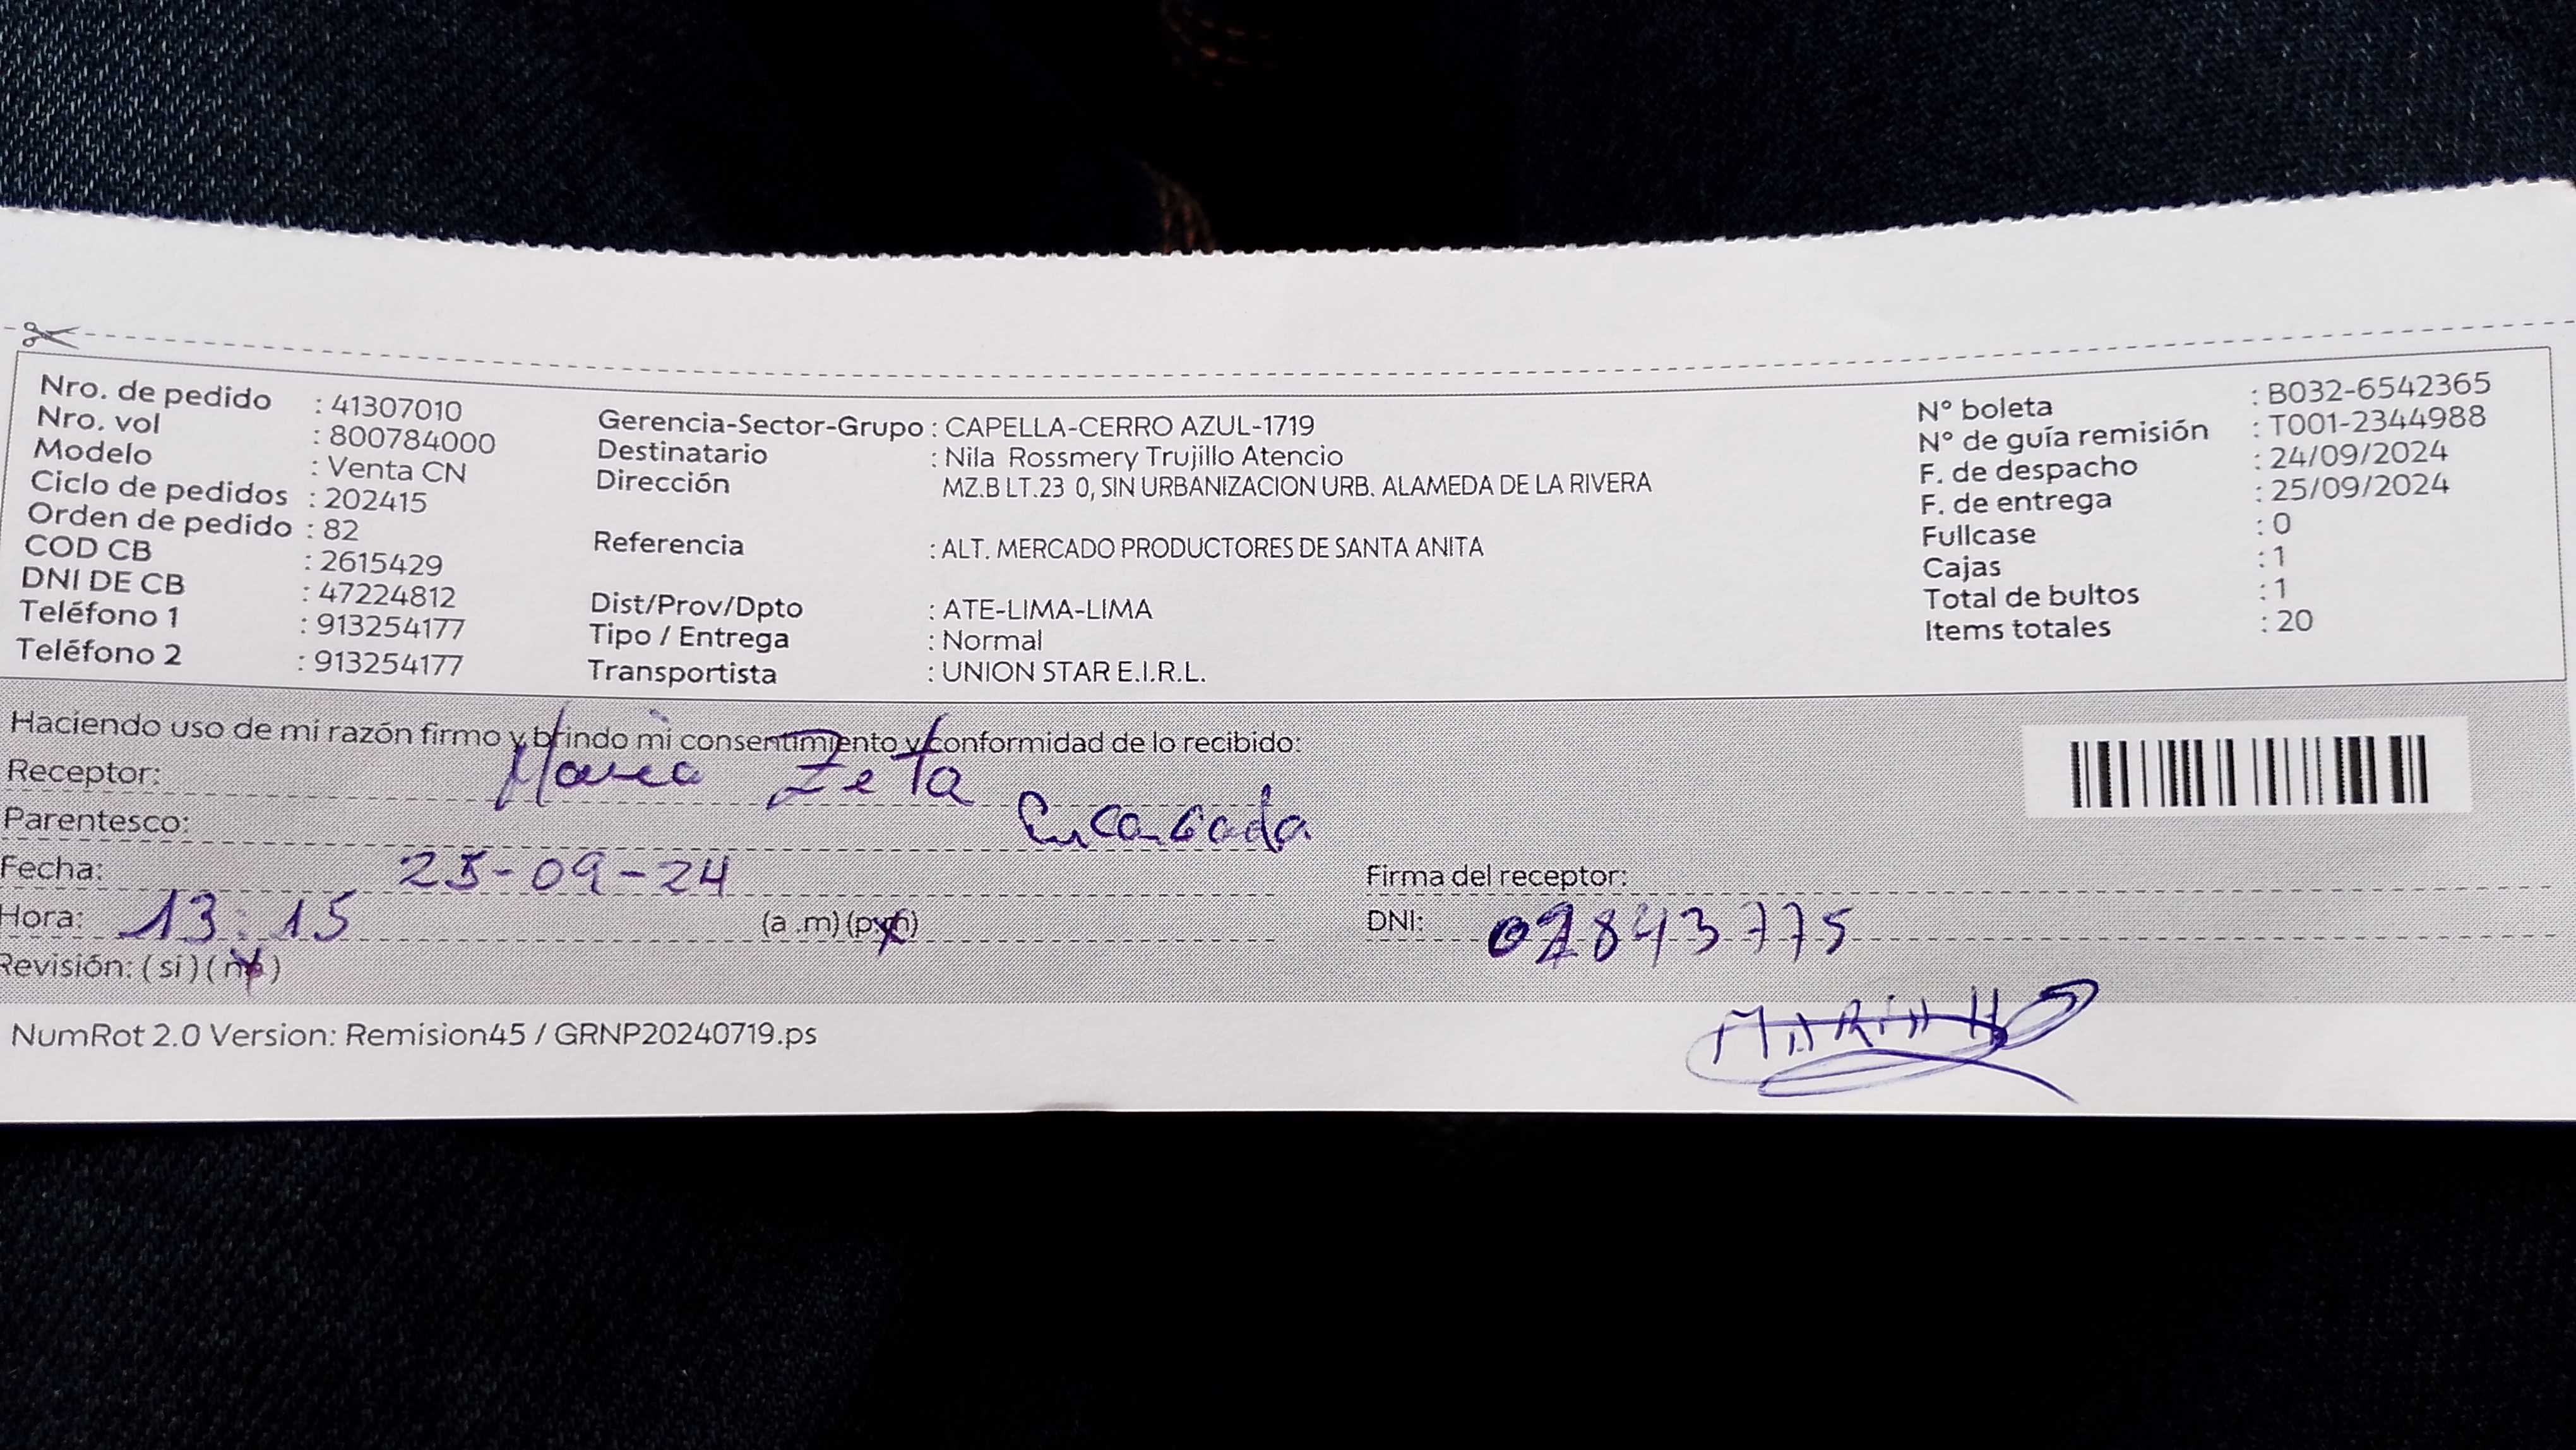 Nro. de pedido : 41307010
Nro. vol : 800784000
Modelo : Venta CN
Ciclo de pedidos : 202415
Orden de pedido : 82
COD CB : 2615429
DNI DE CB : 47224812
Teléfono 1 : 913254177
Teléfono 2 : 913254177
Gerencia-Sector-Grupo : CAPELLA-CERRO AZUL-1719
Destinatario : Nila Rossmery Trujillo Atencio
Dirección MZ.B LT.23 0, SIN URBANIZACION URB. ALAMEDA DE LA RIVERA
Referencia : ALT. MERCADO PRODUCTORES DE SANTA ANITA
Dist/Prov/Dpto : ATE-LIMA-LIMA
Tipo / Entrega : Normal
Transportista : UNION STAR E.I.R.L.
N° boleta : B032-6542365
N° de guía remisión : T001-2344988
F. de despacho : 24/09/2024
F. de entrega : 25/09/2024
Fullcase : 0
Cajas : 1
Total de bultos : 1
Items totales : 20
Haciendo uso de mi razón firmo y brindo mi consentimiento y conformidad de lo recibido:
Receptor: Maria Zeta
Parentesco: Encargada
Fecha: 25-09-24
Hora: 13:15 (a .m) (p.m)
Revisión: ( si ) ( no )
Firma del receptor:
DNI: 02843775
NumRot 2.0 Version: Remision45 / GRNP20240719.ps